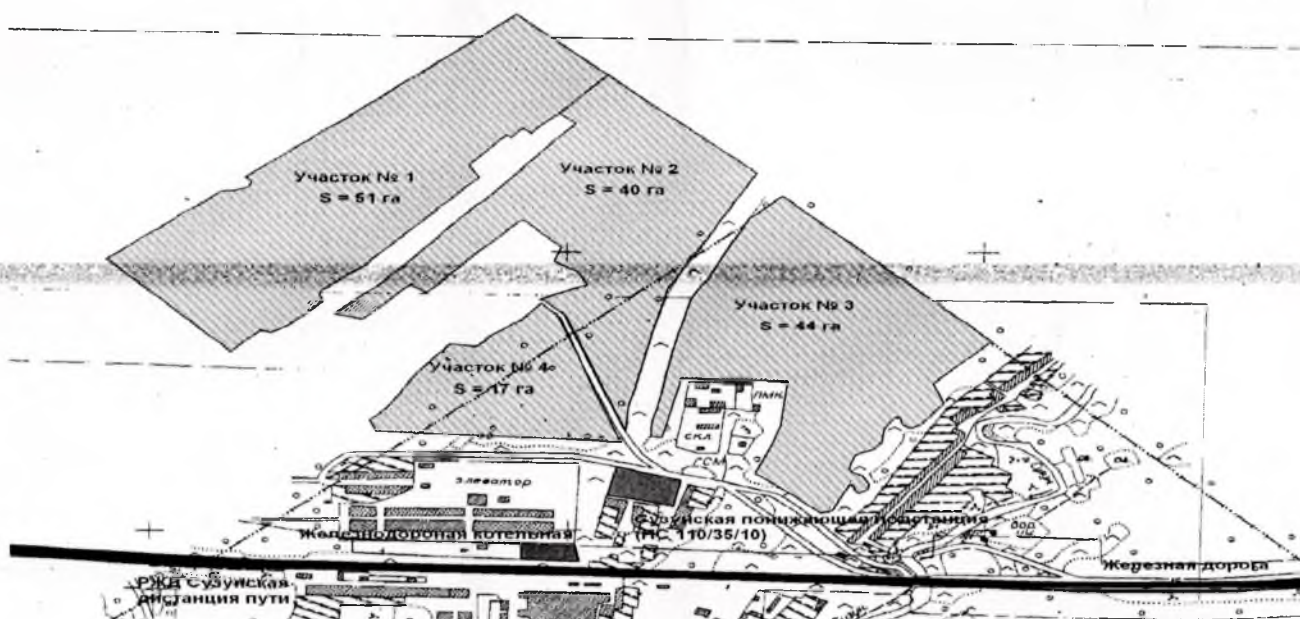 Участок № 1
S = 51 га
Участок № 2
S = 40 га
Участок № 3
S = 44 га
Участок № 4
S = 17 га
ПМК
СКЛ
ГСМ
элеватор
Железнодорожная котельная
Сузунская понижающая подстанция
(ПС 110/35/10)
Железная дорога
РЖД Сузунская
дистанция пути